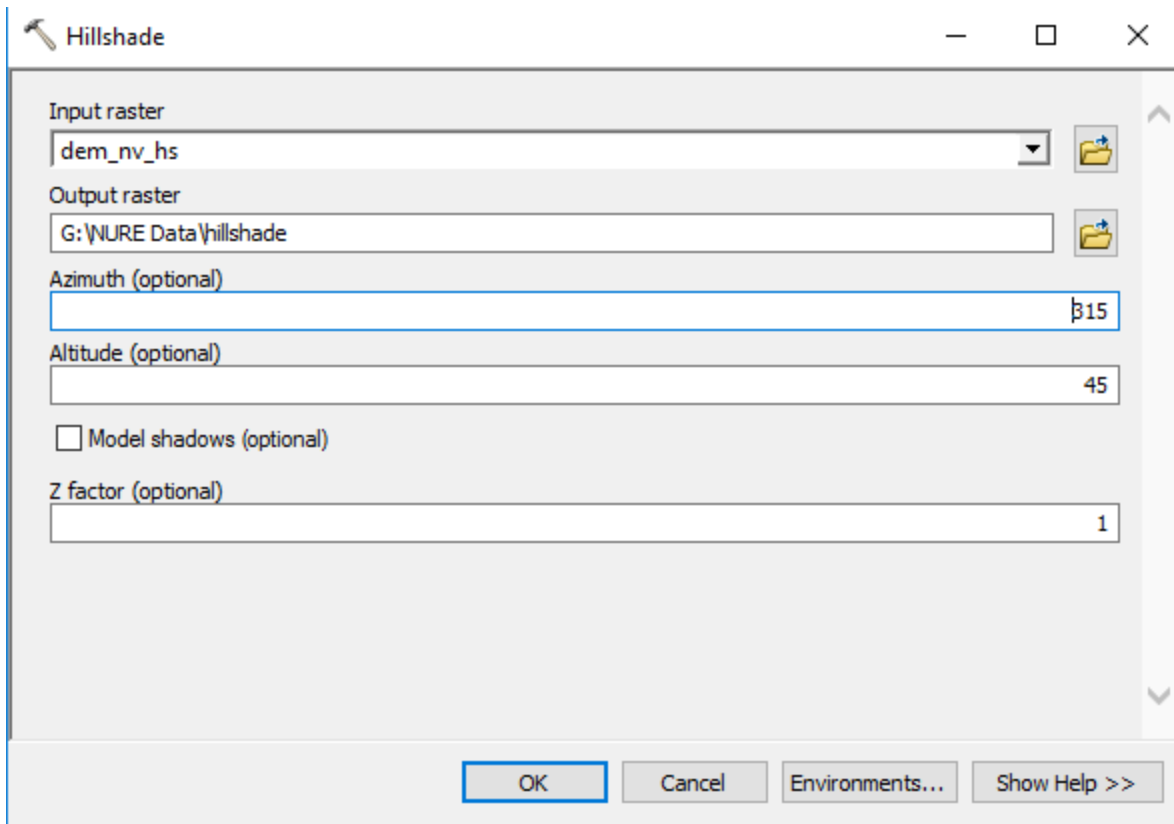 Hillshade
Input raster
dem_nv_hs
Output raster
G:\NURE Data\hillshade
Azimuth (optional)
315
Altitude (optional)
45
Model shadows (optional)
Z factor (optional)
1
OK Cancel Environments... Show Help >>